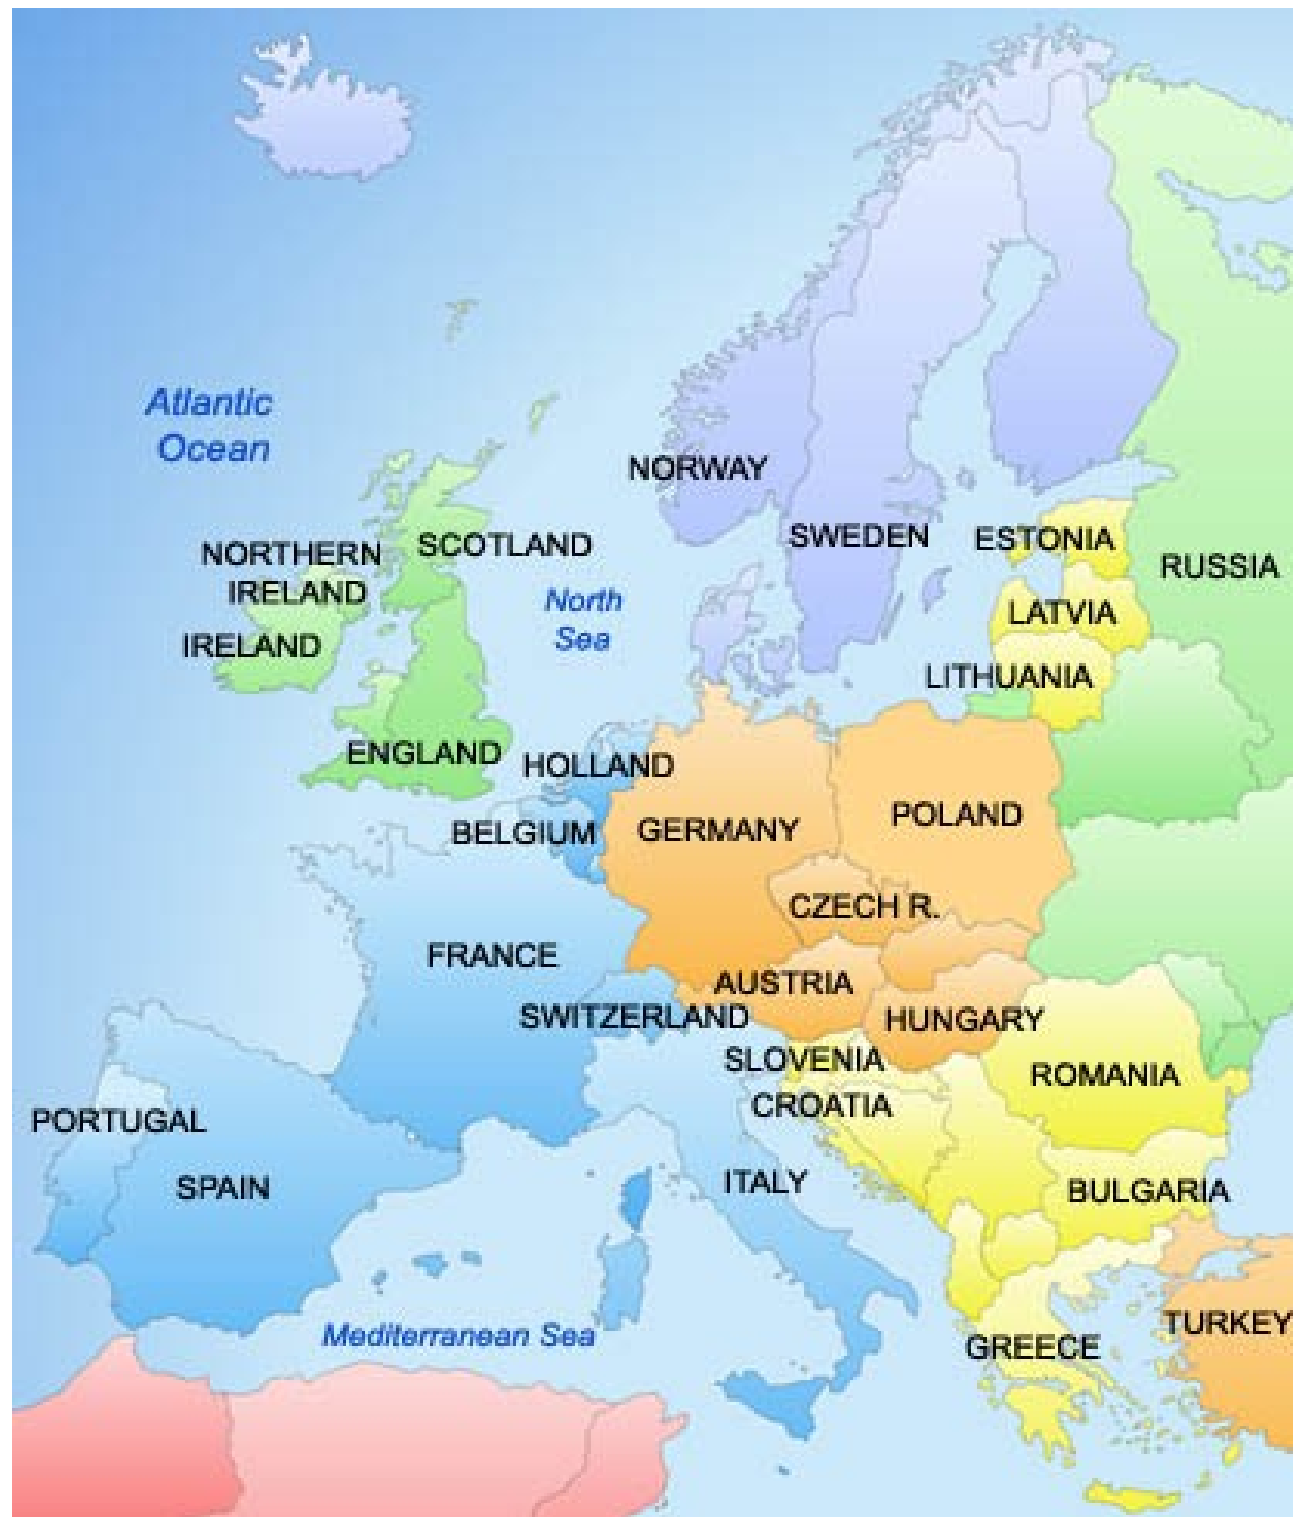 Atlantic
Ocean
NORWAY
SWEDEN
ESTONIA
RUSSIA
NORTHERN
IRELAND
SCOTLAND
North
Sea
LATVIA
IRELAND
LITHUANIA
ENGLAND
HOLLAND
BELGIUM
GERMANY
POLAND
CZECH R.
FRANCE
AUSTRIA
SWITZERLAND
HUNGARY
SLOVENIA
ROMANIA
CROATIA
PORTUGAL
SPAIN
ITALY
BULGARIA
Mediterranean Sea
GREECE
TURKEY